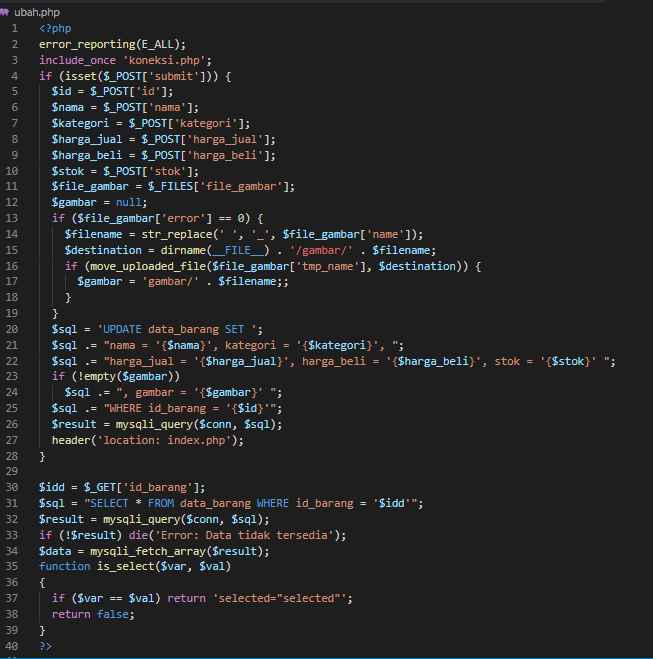 ubah.php
1 <?php
2 error_reporting(E_ALL);
3 include_once 'koneksi.php';
4 if (isset($_POST['submit'])) {
5 $id = $_POST['id'];
6 $nama = $_POST['nama'];
7 $kategori = $_POST['kategori'];
8 $harga_jual = $_POST['harga_jual'];
9 $harga_beli = $_POST['harga_beli'];
10 $stok = $_POST['stok'];
11 $file_gambar = $_FILES['file_gambar'];
12 $gambar = null;
13 if ($file_gambar['error'] == 0) {
14 $filename = str_replace(' ', '_', $file_gambar['name']);
15 $destination = dirname(__FILE__) . '/gambar/' . $filename;
16 if (move_uploaded_file($file_gambar['tmp_name'], $destination)) {
17 $gambar = 'gambar/' . $filename;;
18 }
19 }
20 $sql = 'UPDATE data_barang SET ';
21 $sql .= "nama = '{$nama}', kategori = '{$kategori}', ";
22 $sql .= "harga_jual = '{$harga_jual}', harga_beli = '{$harga_beli}', stok = '{$stok}' ";
23 if (!empty($gambar))
24 $sql .= ", gambar = '{$gambar}' ";
25 $sql .= "WHERE id_barang = '{$id}'";
26 $result = mysqli_query($conn, $sql);
27 header('location: index.php');
28 }
29
30 $idd = $_GET['id_barang'];
31 $sql = "SELECT * FROM data_barang WHERE id_barang = '$idd'";
32 $result = mysqli_query($conn, $sql);
33 if (!$result) die('Error: Data tidak tersedia');
34 $data = mysqli_fetch_array($result);
35 function is_select($var, $val)
36 {
37 if ($var == $val) return 'selected="selected"';
38 return false;
39 }
40 ?>